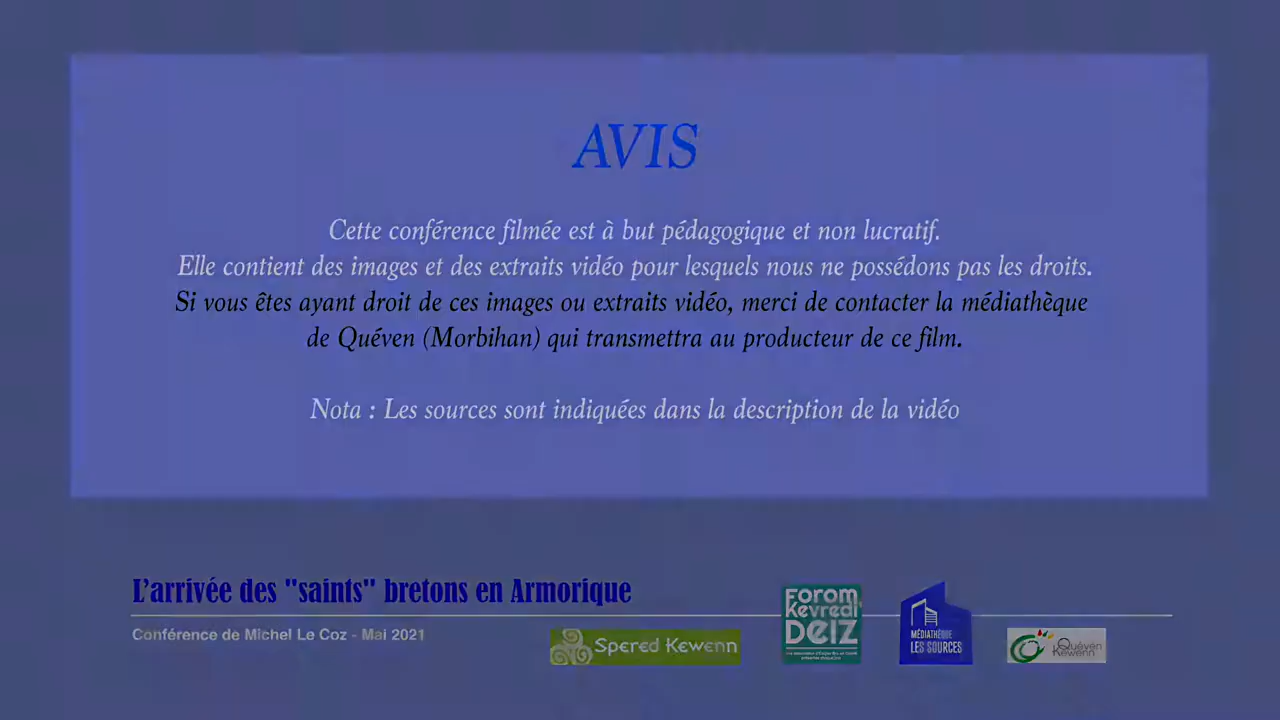 AVIS
Cette conférence filmée est à but pédagogique et non lucratif.
Elle contient des images et des extraits vidéo pour lesquels nous ne possédons pas les droits.
Si vous êtes ayant droit de ces images ou extraits vidéo, merci de contacter la médiathèque
de Quéven (Morbihan) qui transmettra au producteur de ce film.
Nota : Les sources sont indiquées dans la description de la vidéo
L'arrivée des "saints" bretons en Armorique
Conférence de Michel Le Coz - Mai 2021
Spered Kewenn
Forom
Kevredi
Deiz
MÉDIATHÈQUE
LES SOURCES
Quéven
Kewenn